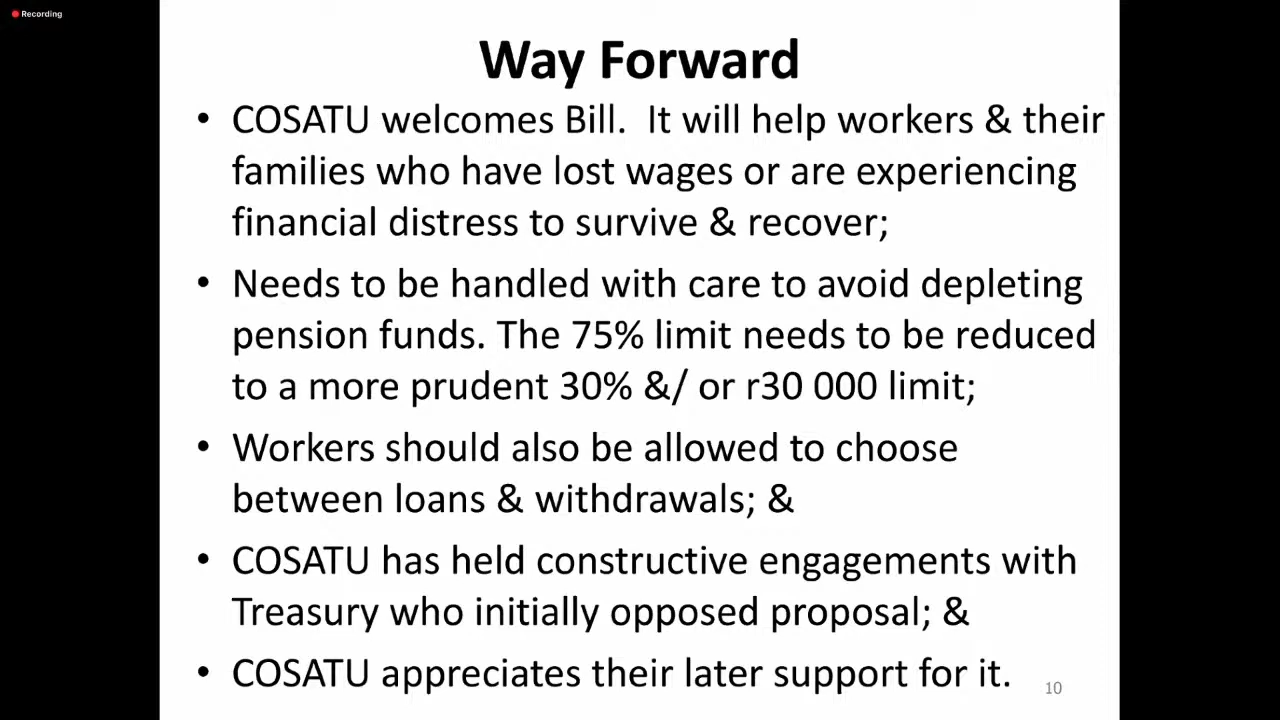 Recording
Way Forward
• COSATU welcomes Bill.  It will help workers & their
families who have lost wages or are experiencing
financial distress to survive & recover;
• Needs to be handled with care to avoid depleting
pension funds. The 75% limit needs to be reduced
to a more prudent 30% &/ or r30 000 limit;
• Workers should also be allowed to choose
between loans & withdrawals; &
• COSATU has held constructive engagements with
Treasury who initially opposed proposal; &
• COSATU appreciates their later support for it.
10